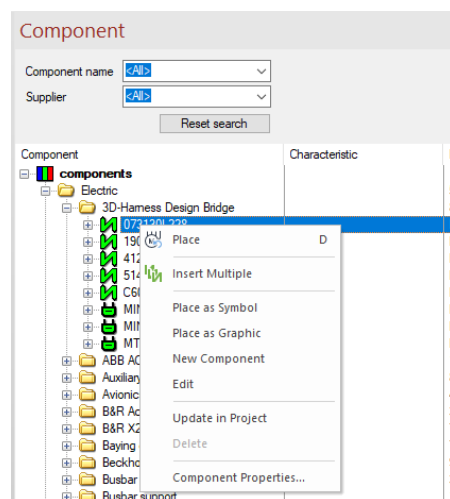 Component
Component name <All>
Supplier <All>
Reset search
Component Characteristic
components
Electric
3D-Harness Design Bridge
073130L228
190
Place D
412
514
Insert Multiple
C60
MIN
Place as Symbol
MIN
Place as Graphic
MT
ABB AC
New Component
Auxiliary
Edit
Avionic
B&R Ac
Update in Project
B&R X2
Baying
Delete
Beckho
Busbar
Component Properties...
Busbar support